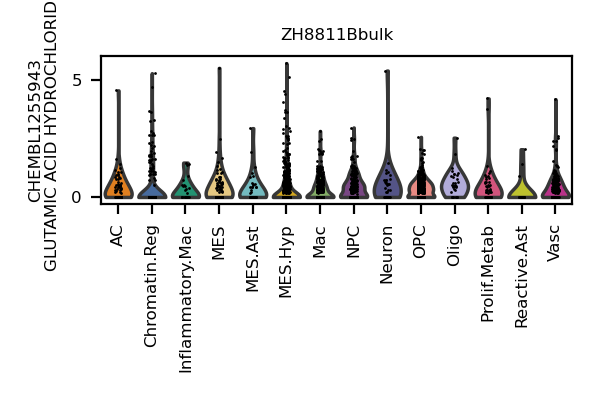 ZH8811Bbulk
CHEMBL1255943
GLUTAMIC ACID HYDROCHLORID
5
0
AC
Chromatin.Reg
Inflammatory.Mac
MES
MES.Ast
MES.Hyp
Mac
NPC
Neuron
OPC
Oligo
Prolif.Metab
Reactive.Ast
Vasc